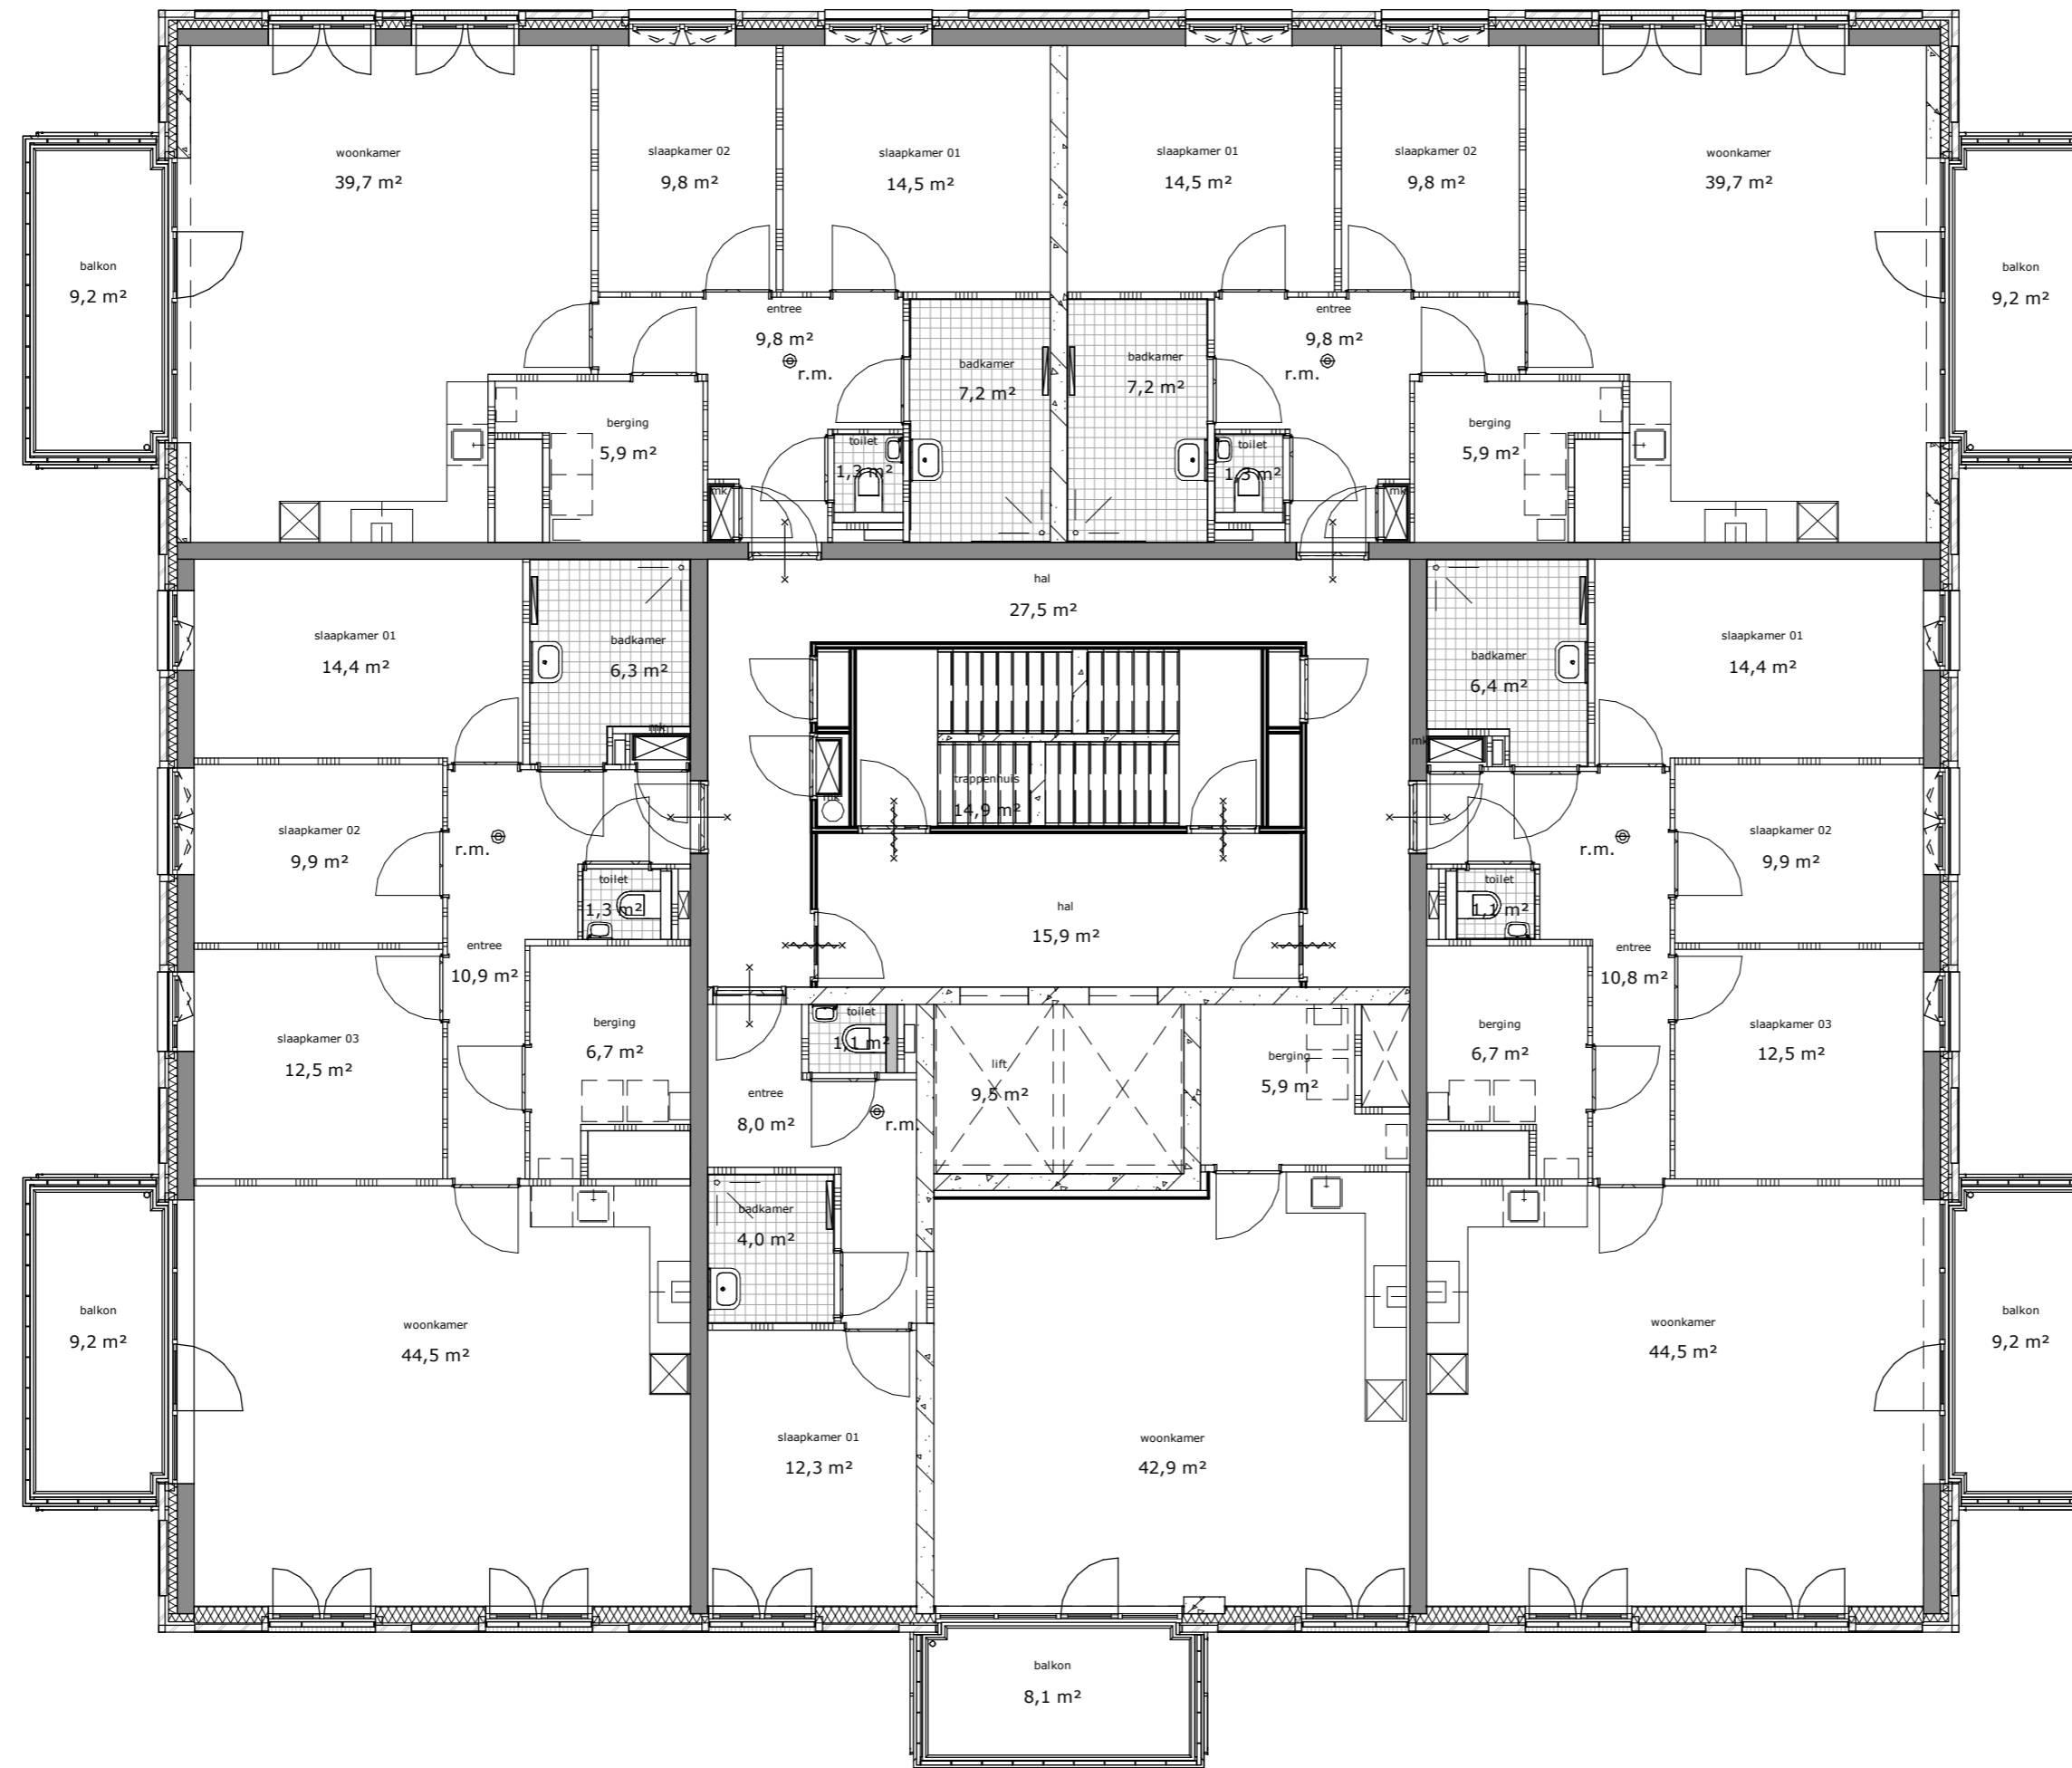 woonkamer
39,7 m²
slaapkamer 02
9,8 m²
slaapkamer 01
14,5 m²
slaapkamer 01
14,5 m²
slaapkamer 02
9,8 m²
woonkamer
39,7 m²
balkon
9,2 m²
balkon
9,2 m²
entree
9,8 m²
r.m.
badkamer
7,2 m²
badkamer
7,2 m²
entree
9,8 m²
r.m.
berging
5,9 m²
toilet
1,3 m²
toilet
1,3 m²
berging
5,9 m²
mk
mk
hal
27,5 m²
slaapkamer 01
14,4 m²
badkamer
6,3 m²
mk
badkamer
6,4 m²
mk
slaapkamer 01
14,4 m²
trappenhuis
14,9 m²
mk
slaapkamer 02
9,9 m²
r.m.
toilet
1,3 m²
hal
15,9 m²
toilet
1,1 m²
r.m.
slaapkamer 02
9,9 m²
entree
10,9 m²
entree
10,8 m²
slaapkamer 03
12,5 m²
berging
6,7 m²
toilet
1,1 m²
entree
8,0 m²
r.m.
lift
9,5 m²
berging
5,9 m²
berging
6,7 m²
slaapkamer 03
12,5 m²
badkamer
4,0 m²
balkon
9,2 m²
woonkamer
44,5 m²
woonkamer
44,5 m²
balkon
9,2 m²
slaapkamer 01
12,3 m²
woonkamer
42,9 m²
balkon
8,1 m²